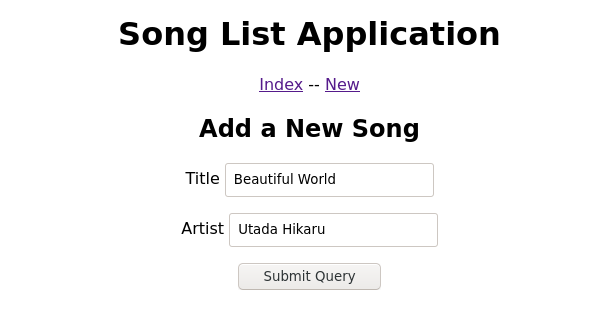 Song List Application
Index -- New
Add a New Song
Title Beautiful World
Artist Utada Hikaru
Submit Query